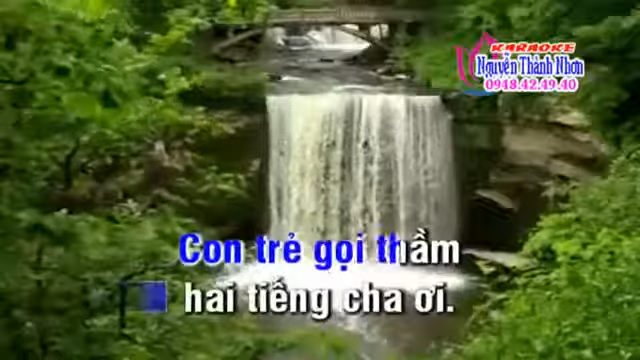 KARAOKE
Nguyễn Thành Nhơn
0948.42.49.40
Con trẻ gọi thầm
hai tiếng cha ơi.